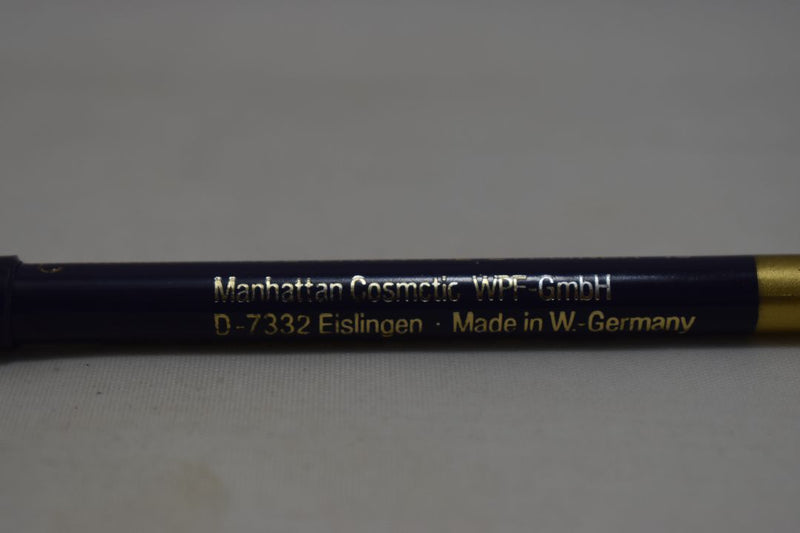 Manhattan Cosmetic WPF-GmbH
D-7332 Eislingen · Made in W.-Germany